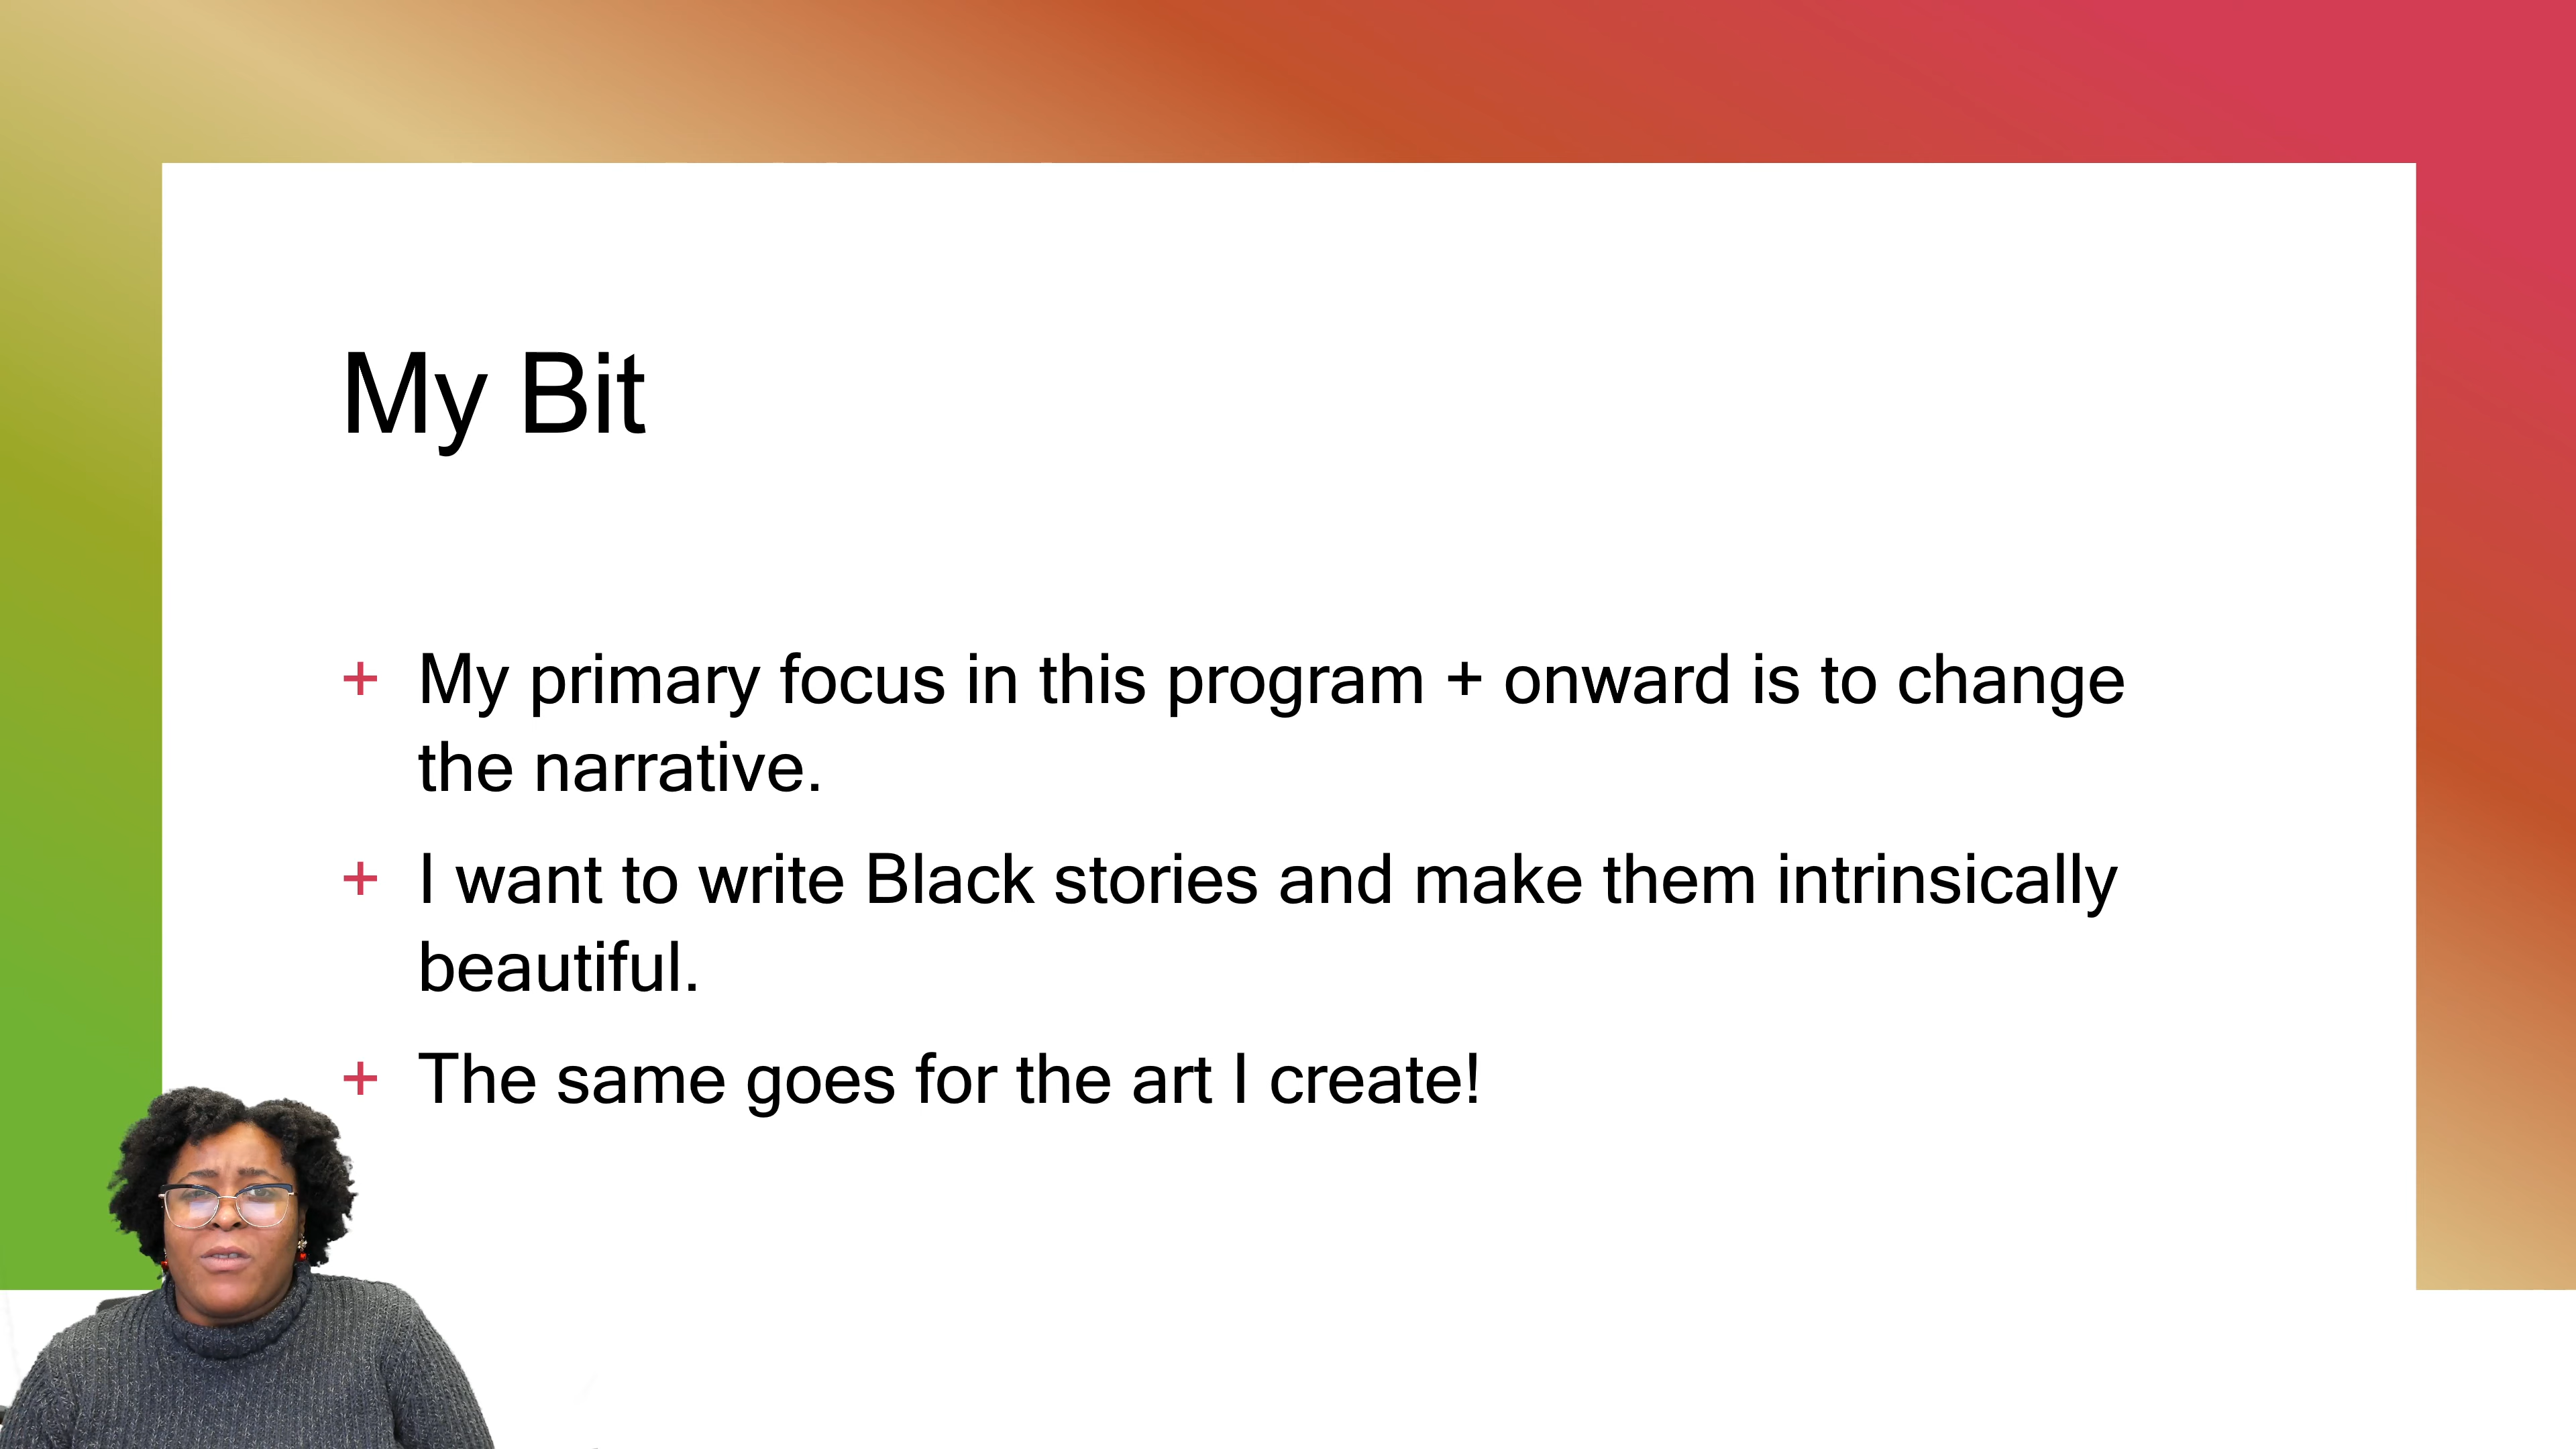 My Bit
+ My primary focus in this program + onward is to change
the narrative.
+ I want to write Black stories and make them intrinsically
beautiful.
+ The same goes for the art I create!